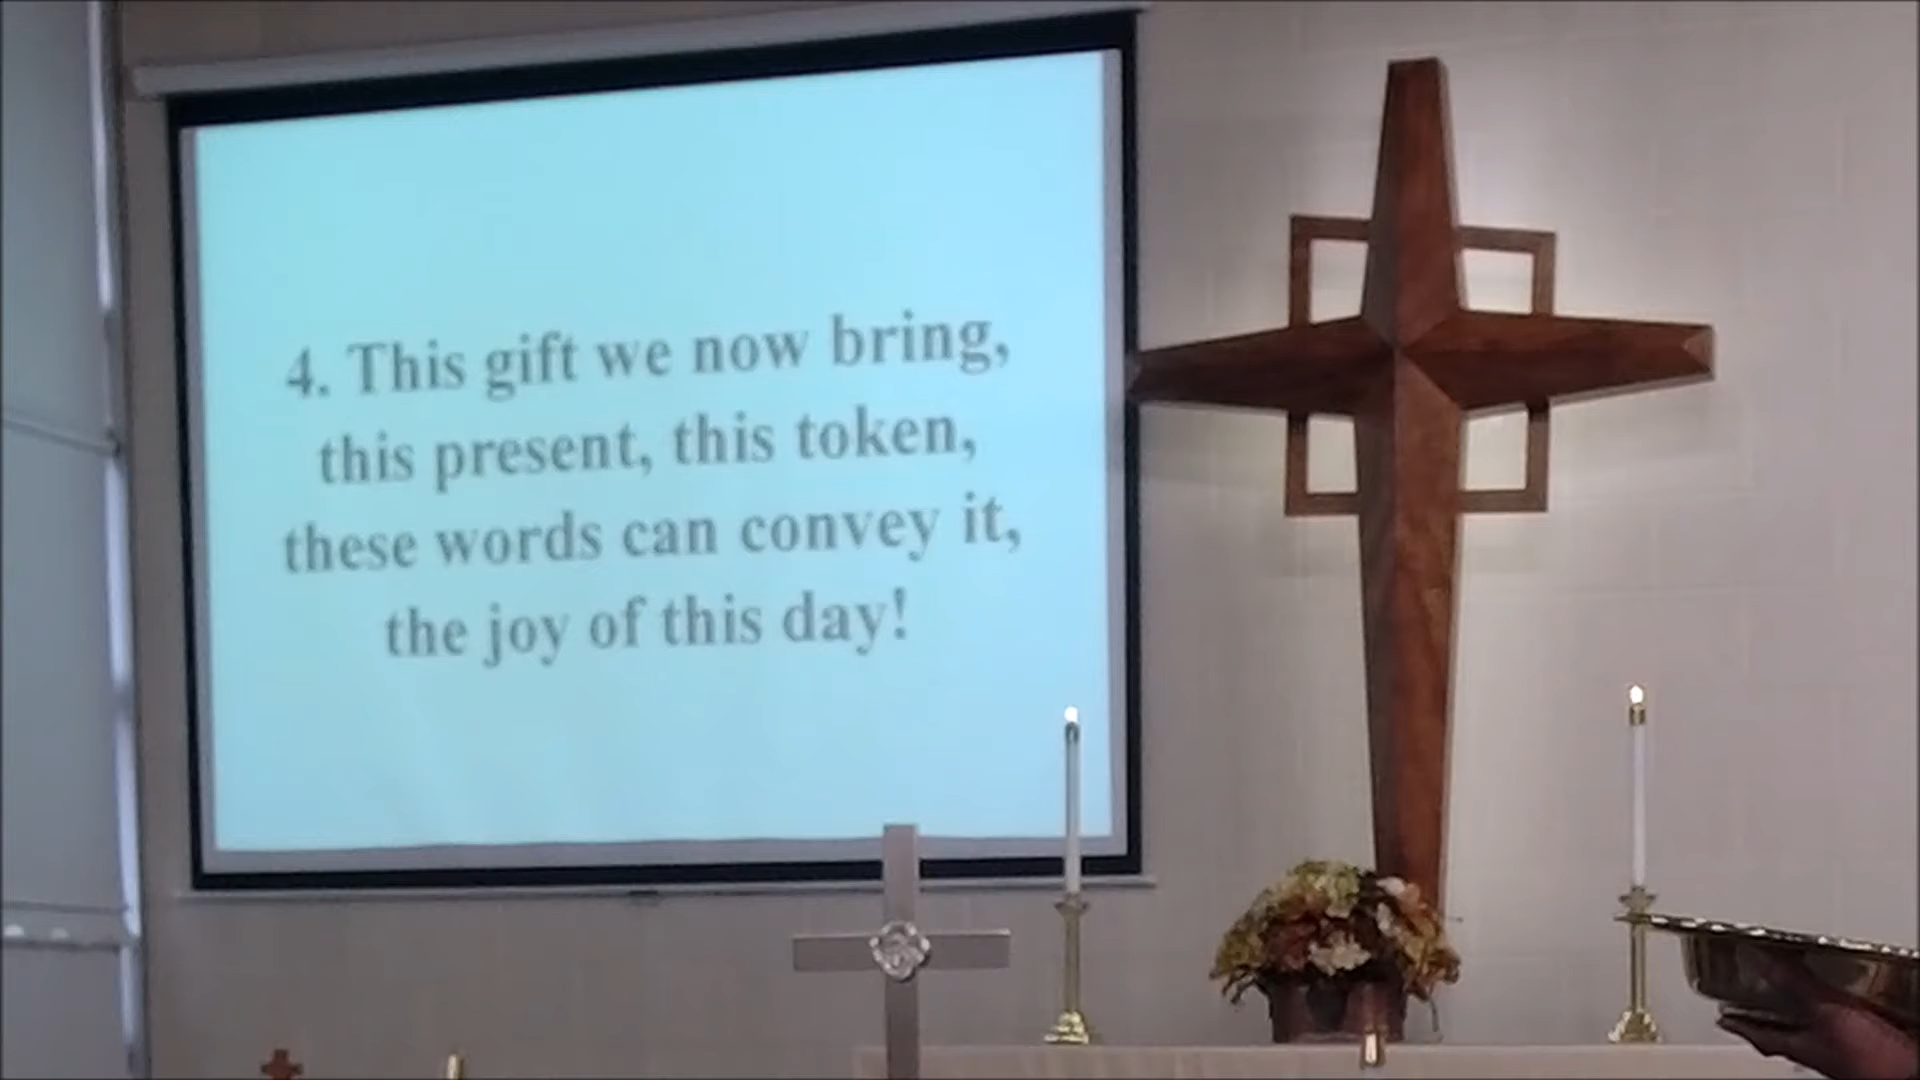 4. This gift we now bring,
this present, this token,
these words can convey it,
the joy of this day!